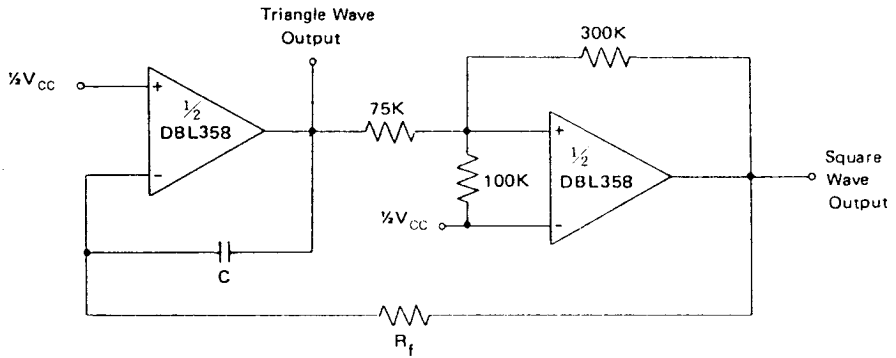 Triangle Wave
Output
½VCC
+
−
½
DBL358
C
75K
300K
100K
½VCC
+
−
½
DBL358
Square
Wave
Output
Rf